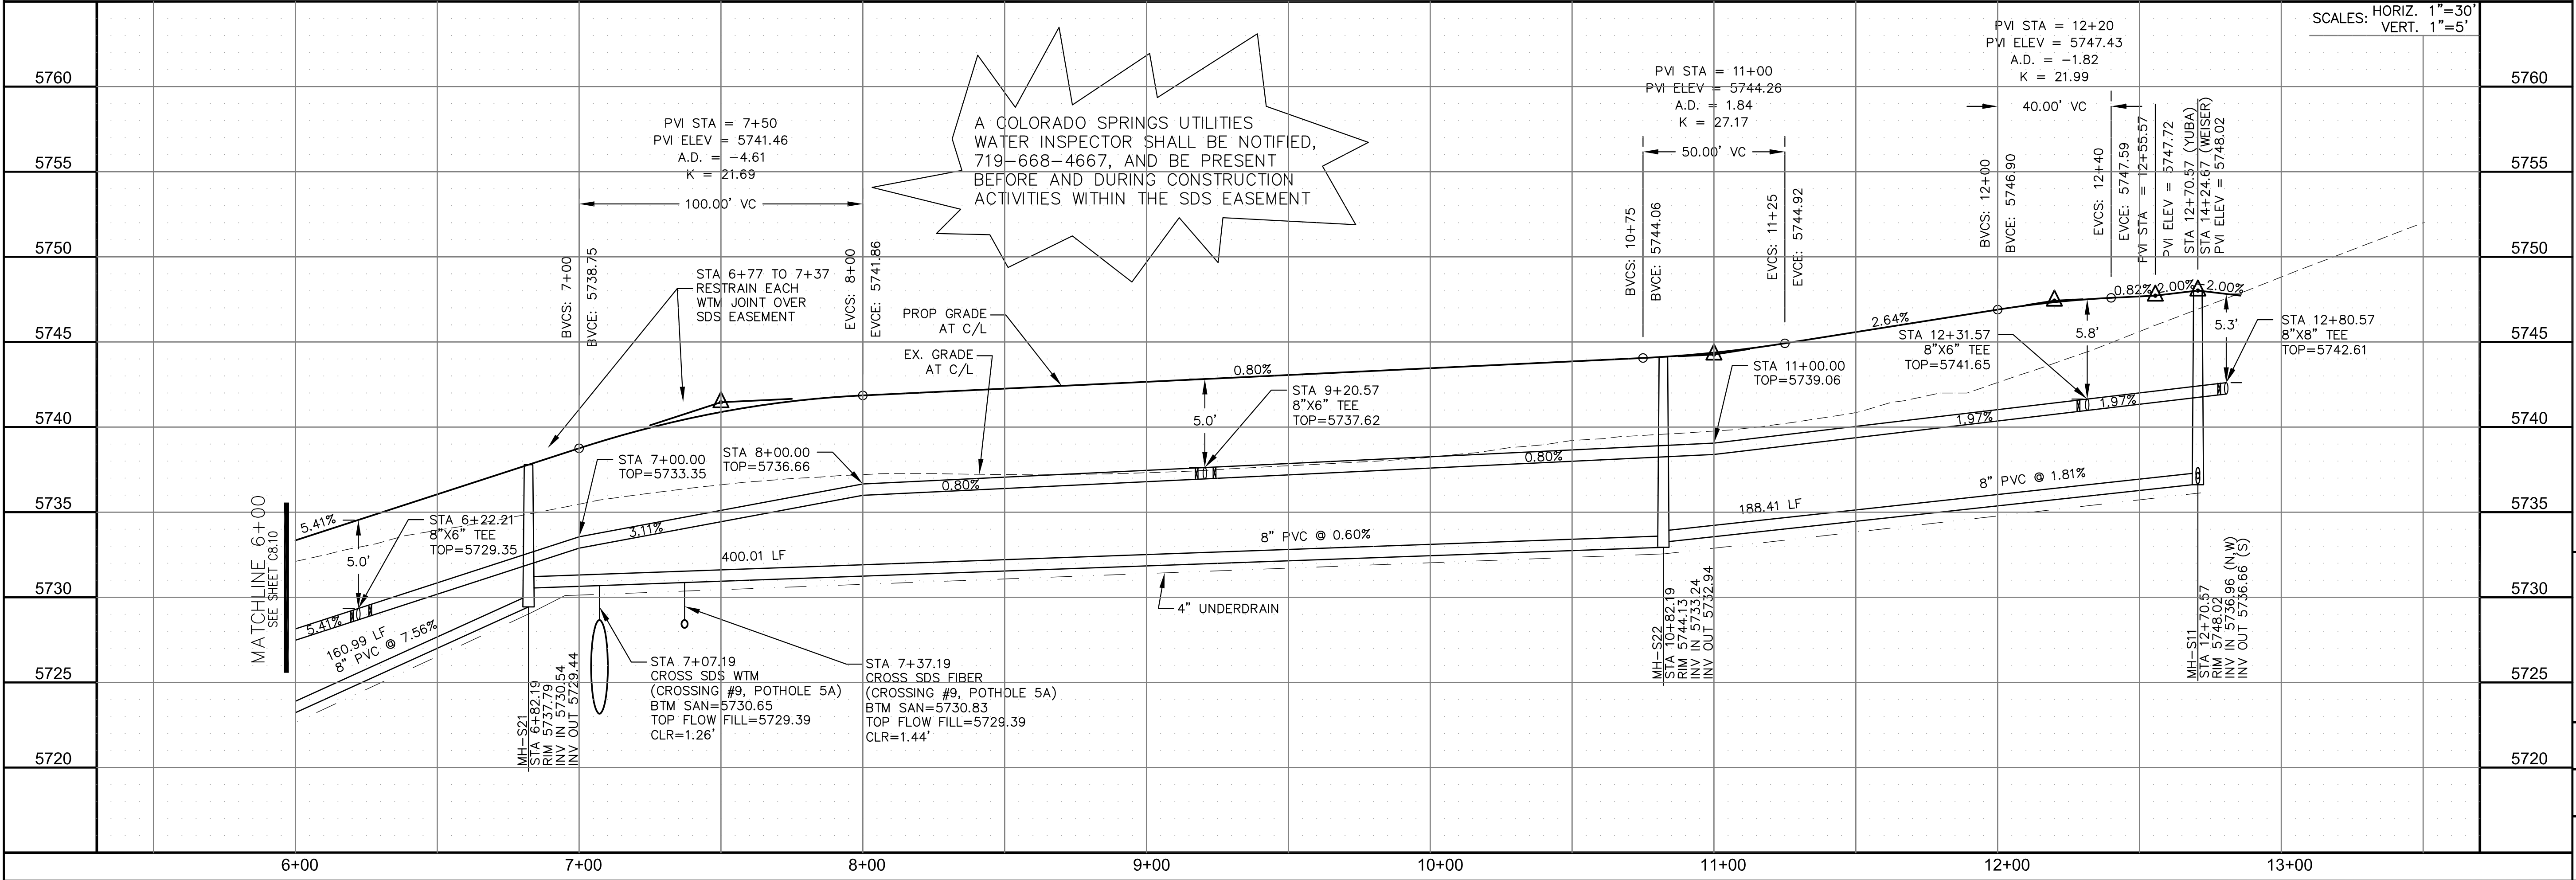 SCALES: HORIZ. 1"=30'
VERT. 1"=5'
5760
5755
5750
5745
5740
5735
5730
5725
5720
PVI STA = 7+50
PVI ELEV = 5741.46
A.D. = -4.61
K = 21.69
100.00' VC
BVCS: 7+00
BVCE: 5738.75
EVCS: 8+00
EVCE: 5741.86
A COLORADO SPRINGS UTILITIES
WATER INSPECTOR SHALL BE NOTIFIED,
719-668-4667, AND BE PRESENT
BEFORE AND DURING CONSTRUCTION
ACTIVITIES WITHIN THE SDS EASEMENT
PVI STA = 11+00
PVI ELEV = 5744.26
A.D. = 1.84
K = 27.17
50.00' VC
BVCS: 10+75
BVCE: 5744.06
EVCS: 11+25
EVCE: 5744.92
PVI STA = 12+20
PVI ELEV = 5747.43
A.D. = -1.82
K = 21.99
40.00' VC
BVCS: 12+00
BVCE: 5746.90
EVCS: 12+40
EVCE: 5747.59
PVI STA = 12+55.57
PVI ELEV = 5747.72
STA 12+70.57 (YUBA)
STA 14+24.67 (WEISER)
PVI ELEV = 5748.02
STA 6+77 TO 7+37
RESTRAIN EACH
WTM JOINT OVER
SDS EASEMENT
PROP GRADE
AT C/L
EX. GRADE
AT C/L
0.80%
2.64%
0.82%
2.00%
-2.00%
STA 9+20.57
8"X6" TEE
TOP=5737.62
5.0'
STA 11+00.00
TOP=5739.06
STA 12+31.57
8"X6" TEE
TOP=5741.65
5.8'
5.3'
STA 12+80.57
8"X8" TEE
TOP=5742.61
1.97%
1.97%
STA 7+00.00
TOP=5733.35
STA 8+00.00
TOP=5736.66
0.80%
0.80%
3.11%
MATCHLINE 6+00
SEE SHEET C8.10
5.41%
5.0'
STA 6+22.21
8"X6" TEE
TOP=5729.35
5.41%
160.99 LF
8" PVC @ 7.56%
400.01 LF
8" PVC @ 0.60%
188.41 LF
8" PVC @ 1.81%
4" UNDERDRAIN
MH-S21
STA 6+82.19
RIM 5737.79
INV IN 5730.54
INV OUT 5729.44
STA 7+07.19
CROSS SDS WTM
(CROSSING #9, POTHOLE 5A)
BTM SAN=5730.65
TOP FLOW FILL=5729.39
CLR=1.26'
STA 7+37.19
CROSS SDS FIBER
(CROSSING #9, POTHOLE 5A)
BTM SAN=5730.83
TOP FLOW FILL=5729.39
CLR=1.44'
MH-S22
STA 10+82.19
RIM 5744.13
INV IN 5733.24
INV OUT 5732.94
MH-S11
STA 12+70.57
RIM 5748.02
INV IN 5736.96 (N,W)
INV OUT 5736.66 (S)
5760
5755
5750
5745
5740
5735
5730
5725
5720
6+00
7+00
8+00
9+00
10+00
11+00
12+00
13+00